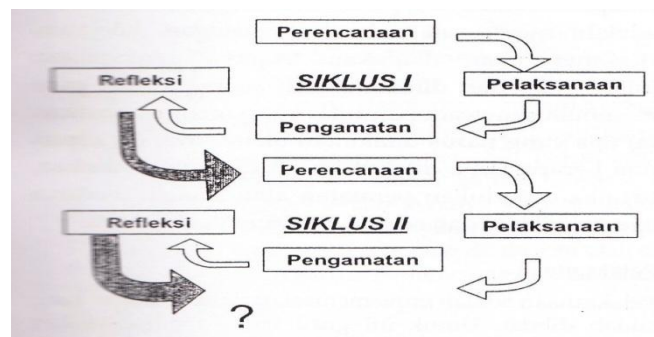 Perencanaan
Refleksi
SIKLUS I
Pelaksanaan
Pengamatan
Perencanaan
Refleksi
SIKLUS II
Pelaksanaan
Pengamatan
?